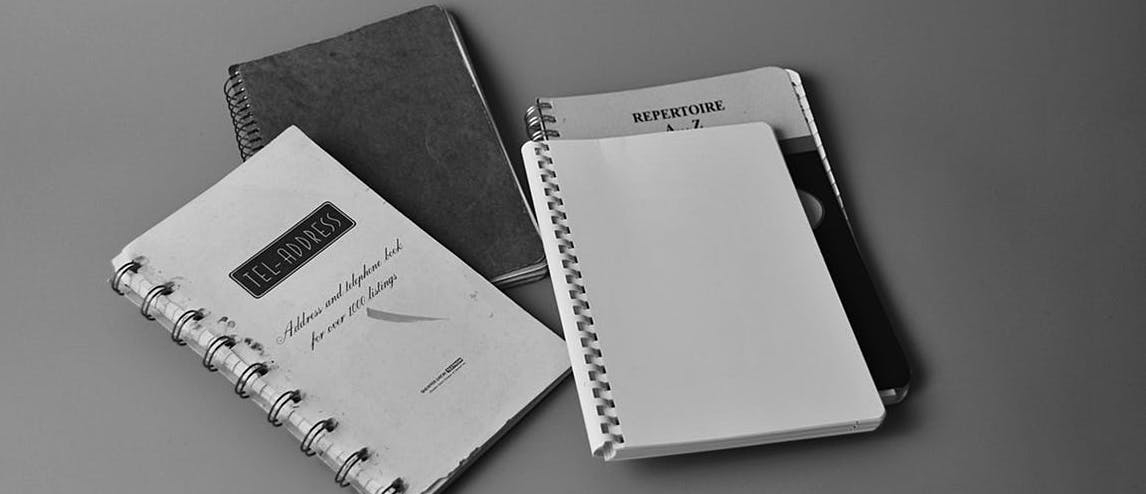 TEL-ADDRESS
Address and telephone book
for over 1000 listings
REPERTOIRE
A...Z